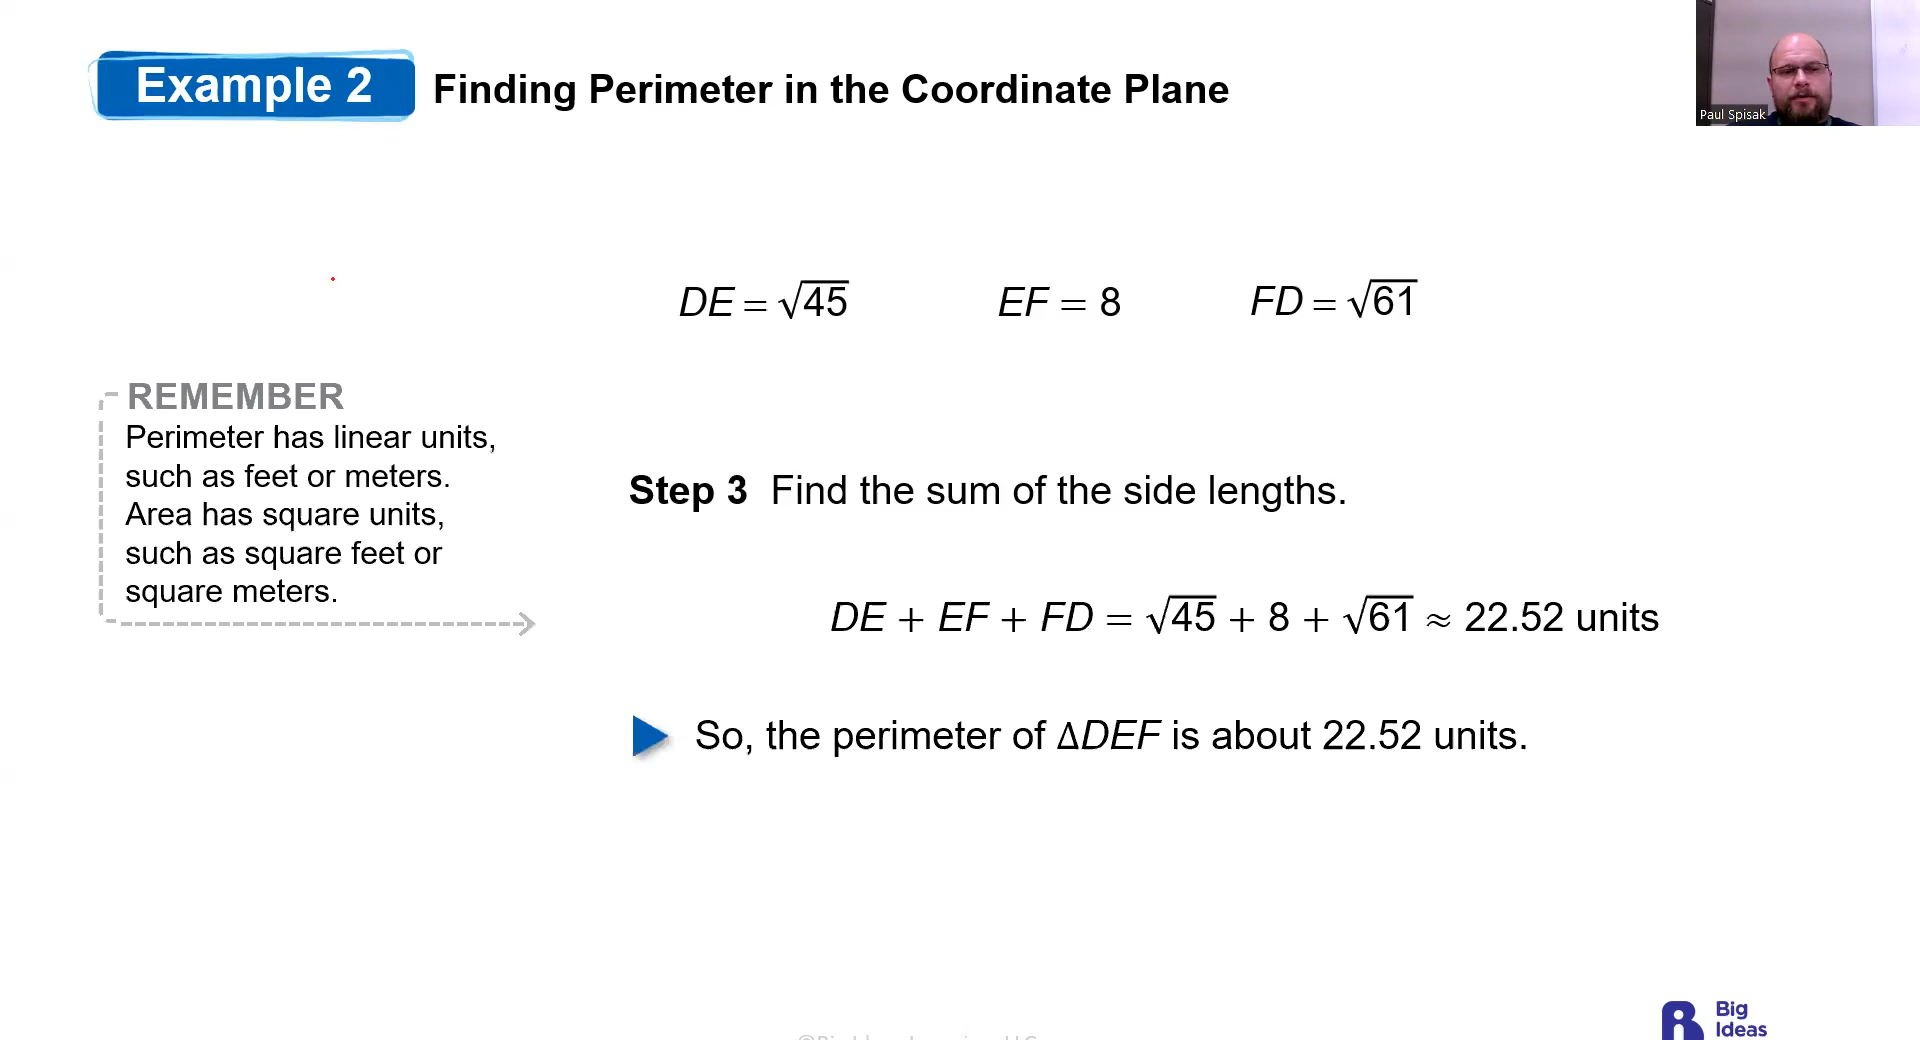 Example 2 Finding Perimeter in the Coordinate Plane
Paul Spisak
DE = √45 EF = 8 FD = √61
REMEMBER
Perimeter has linear units,
such as feet or meters.
Area has square units,
such as square feet or
square meters.
Step 3 Find the sum of the side lengths.
DE + EF + FD = √45 + 8 + √61 ≈ 22.52 units
So, the perimeter of ΔDEF is about 22.52 units.
Big
Ideas